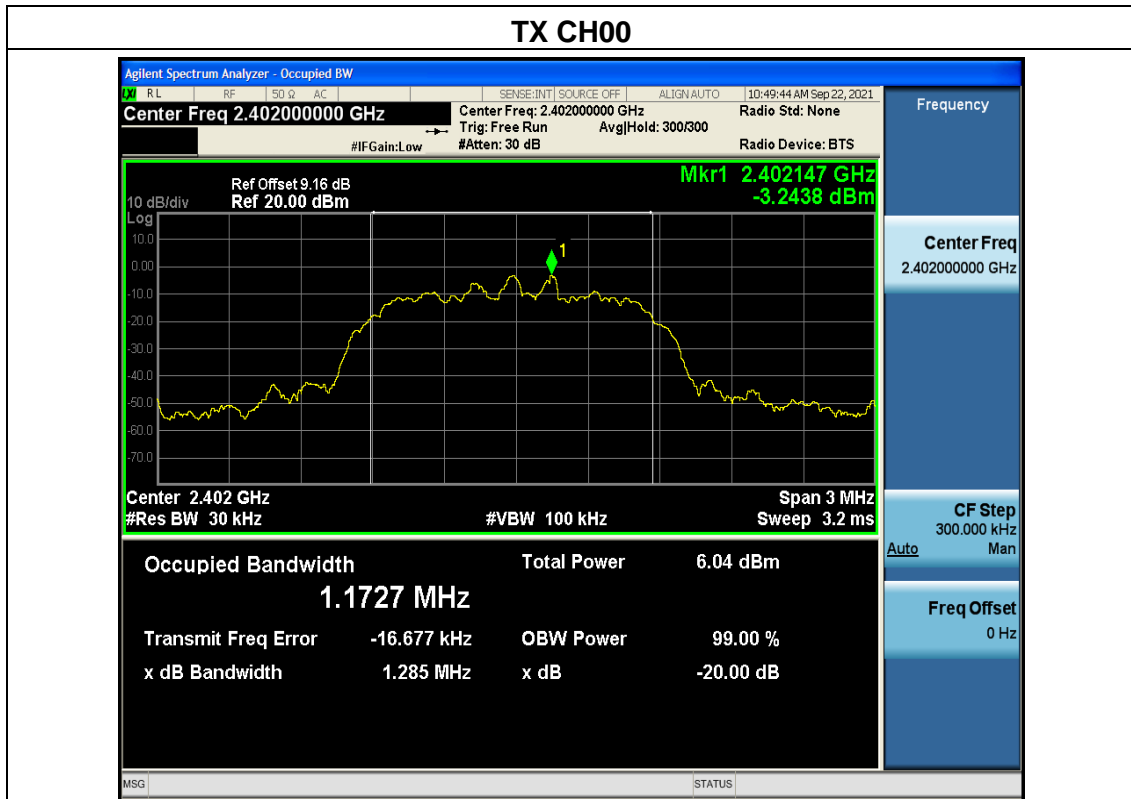 TX CH00
Agilent Spectrum Analyzer - Occupied BW
LXI RL RF 50 Ω AC SENSE:INT SOURCE OFF ALIGN AUTO 10:49:44 AM Sep 22, 2021
Center Freq 2.402000000 GHz
Center Freq: 2.402000000 GHz
Radio Std: None
Trig: Free Run Avg|Hold: 300/300
#IFGain:Low #Atten: 30 dB Radio Device: BTS
Mkr1 2.402147 GHz
-3.2438 dBm
Ref Offset 9.16 dB
10 dB/div Ref 20.00 dBm
Log
10.0
0.00
-10.0
-20.0
-30.0
-40.0
-50.0
-60.0
-70.0
1
Center 2.402 GHz Span 3 MHz
#Res BW 30 kHz #VBW 100 kHz Sweep 3.2 ms
Occupied Bandwidth Total Power 6.04 dBm
1.1727 MHz
Transmit Freq Error -16.677 kHz OBW Power 99.00 %
x dB Bandwidth 1.285 MHz x dB -20.00 dB
MSG STATUS
Frequency
Center Freq
2.402000000 GHz
CF Step
300.000 kHz
Auto Man
Freq Offset
0 Hz